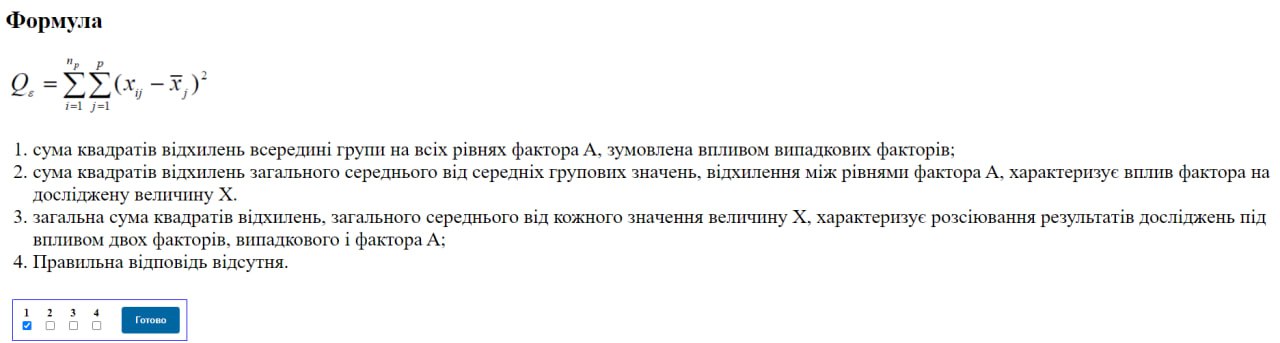 Формула
Q_ε = \sum_{i=1}^{n_p} \sum_{j=1}^{p} (x_{ij} − \bar{x}_j)^2
1. сума квадратів відхилень всередині групи на всіх рівнях фактора А, зумовлена впливом випадкових факторів;
2. сума квадратів відхилень загального середнього від середніх групових значень, відхилення між рівнями фактора А, характеризує вплив фактора на
досліджену величину X.
3. загальна сума квадратів відхилень, загального середнього від кожного значення величину X, характеризує розсіювання результатів досліджень під
впливом двох факторів, випадкового і фактора А;
4. Правильна відповідь відсутня.
1 2 3 4
Готово